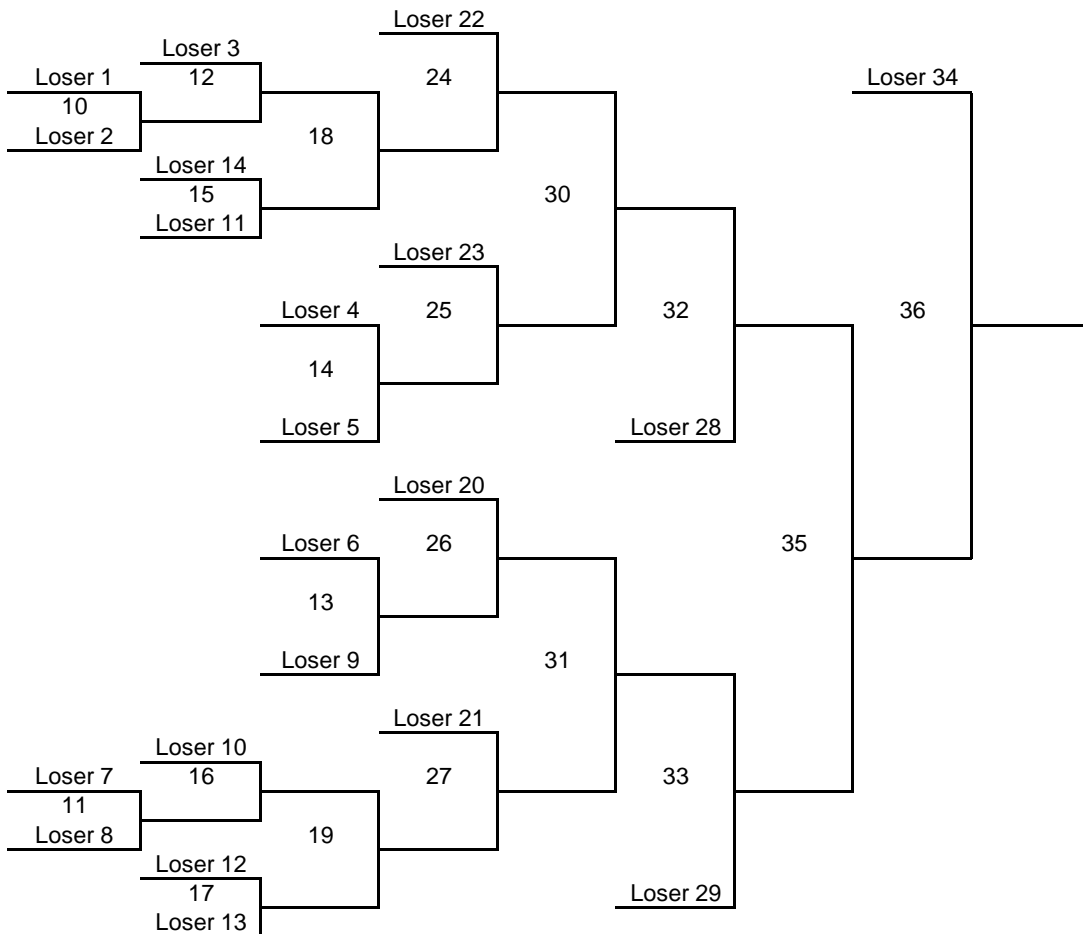 Loser 22
Loser 3
Loser 1
12
24
Loser 34
10
Loser 2
18
Loser 14
15
30
Loser 11
Loser 23
Loser 4
25
32
36
14
Loser 5
Loser 28
Loser 20
Loser 6
26
35
13
Loser 9
31
Loser 21
Loser 10
Loser 7
16
27
33
11
Loser 8
19
Loser 12
17
Loser 29
Loser 13